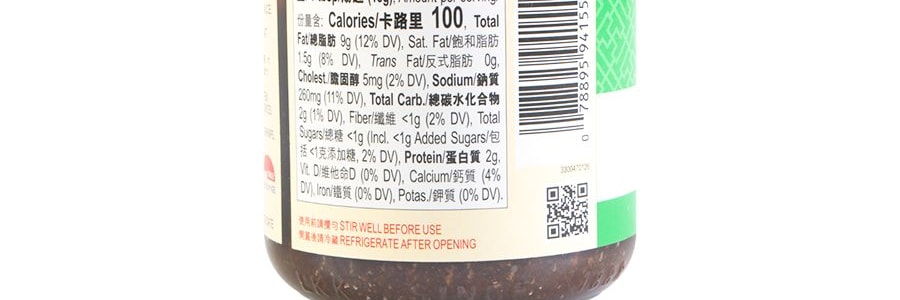 Amount per serving/
份量含: Calories/卡路里 100, Total
Fat/總脂肪 9g (12% DV), Sat. Fat/飽和脂肪
1.5g (8% DV), Trans Fat/反式脂肪 0g,
Cholest./膽固醇 5mg (2% DV), Sodium/鈉質
260mg (11% DV), Total Carb./總碳水化合物
2g (1% DV), Fiber/纖維 <1g (2% DV), Total
Sugars/總糖 <1g (Incl. <1g Added Sugars/包
括 <1克添加糖, 2% DV), Protein/蛋白質 2g,
Vit. D/維他命D (0% DV), Calcium/鈣質 (4%
DV), Iron/鐵質 (0% DV), Potas./鉀質 (0% DV).
使用前請攪勻 STIR WELL BEFORE USE
開蓋後請冷藏 REFRIGERATE AFTER OPENING
0 78895 94155